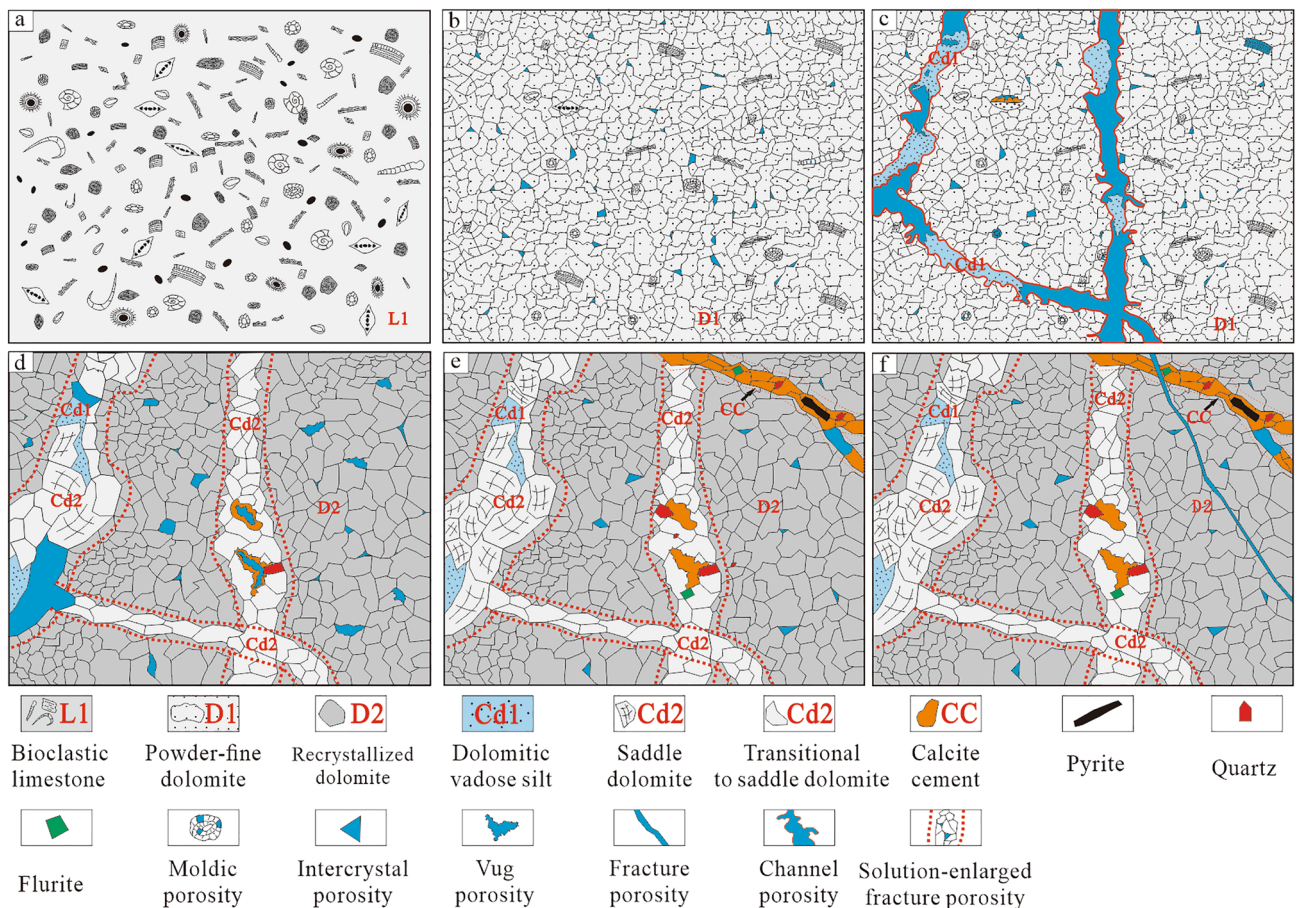 a
L1
b
D1
c
Cd1
Cd1
D1
d
Cd1
Cd2
Cd2
D2
Cd2
e
Cd1
Cd2
Cd2
CC
D2
Cd2
f
Cd1
Cd2
Cd2
CC
D2
Cd2
L1
D1
D2
Cd1
Cd2
Cd2
CC
Bioclastic
limestone
Powder-fine
dolomite
Recrystallized
dolomite
Dolomitic
vadose silt
Saddle
dolomite
Transitional
to saddle dolomite
Calcite
cement
Pyrite
Quartz
Flurite
Moldic
porosity
Intercrystal
porosity
Vug
porosity
Fracture
porosity
Channel
porosity
Solution-enlarged
fracture porosity